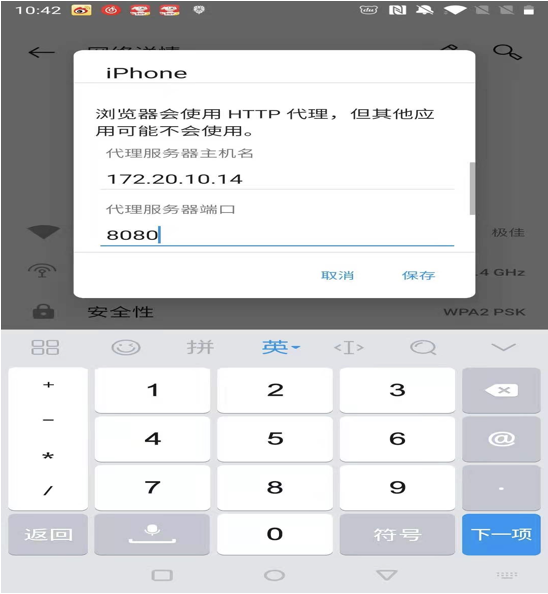 10:42
网络详情
iPhone
浏览器会使用 HTTP 代理，但其他应
用可能不会使用。
代理服务器主机名
172.20.10.14
代理服务器端口
8080
极佳
取消 保存
.4 GHz
安全性 WPA2 PSK
拼 英
+ 1 2 3
- 4 5 6 @
* 7 8 9 .
/
返回 0 符号 下一项